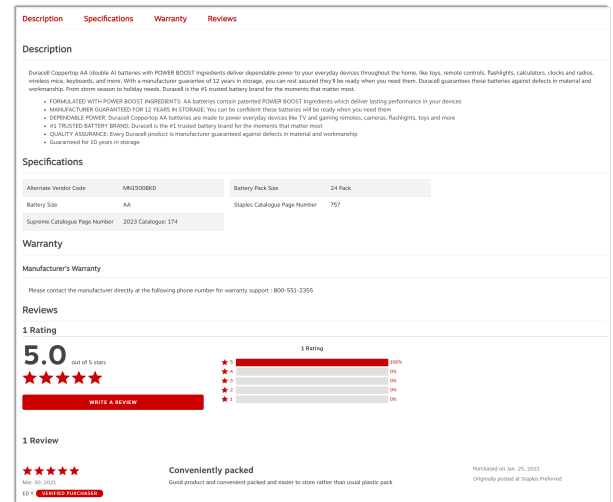 Description Specifications Warranty Reviews
Description
Duracell Coppertop AA (double A) batteries with POWER BOOST Ingredients deliver dependable power to your everyday devices throughout the home, like toys, remote controls, flashlights, calculators, clocks and radios,
wireless mice, keyboards, and more. With a manufacturer guarantee of 12 years in storage, you can rest assured they'll be ready when you need them. Duracell guarantees these batteries against defects in material and
workmanship. From storm season to holiday needs, Duracell is the #1 trusted battery brand for the moments that matter most.
• FORMULATED WITH POWER BOOST INGREDIENTS: AA batteries contain patented POWER BOOST Ingredients which deliver lasting performance in your devices
• MANUFACTURER GUARANTEED FOR 12 YEARS IN STORAGE: You can be confident these batteries will be ready when you need them
• DEPENDABLE POWER: Duracell Coppertop AA batteries are made to power everyday devices like TV and gaming remotes, cameras, flashlights, toys and more
• #1 TRUSTED BATTERY BRAND: Duracell is the #1 trusted battery brand for the moments that matter most
• QUALITY ASSURANCE: Every Duracell product is manufacturer guaranteed against defects in material and workmanship
• Guaranteed for 10 years in storage
Specifications
Alternate Vendor Code MN1500BKD Battery Pack Size 24 Pack
Battery Size AA Staples Catalogue Page Number 757
Supreme Catalogue Page Number 2023 Catalogue: 174
Warranty
Manufacturer's Warranty
Please contact the manufacturer directly at the following phone number for warranty support : 800-551-2355
Reviews
1 Rating
5.0 out of 5 stars
1 Rating
5 100%
4 0%
3 0%
2 0%
1 0%
WRITE A REVIEW
1 Review
Conveniently packed
Purchased on Jan, 25, 2021
Mar. 30, 2021
Good product and convenient packed and easier to store rather than usual plastic pack
Originally posted at Staples Preferred
ED Y. VERIFIED PURCHASER